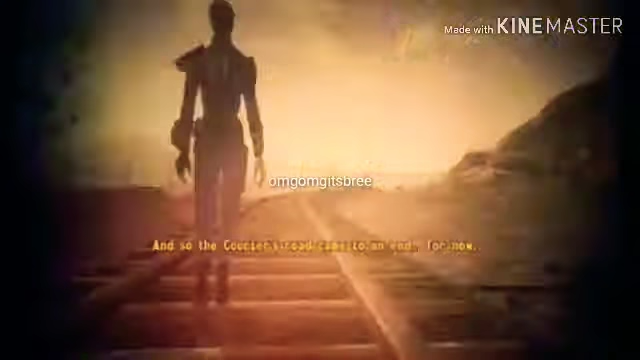 Made with KINEMASTER
omgomgitsbree
And so the Courier's road came to an end... for now.